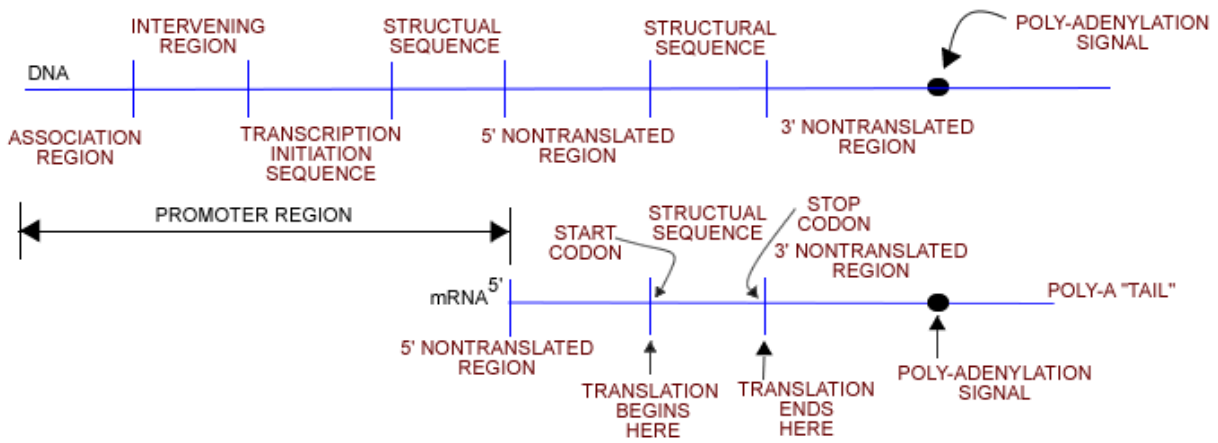 INTERVENING
REGION
STRUCTUAL
SEQUENCE
STRUCTURAL
SEQUENCE
POLY-ADENYLATION
SIGNAL
DNA
ASSOCIATION
REGION
TRANSCRIPTION
INITIATION
SEQUENCE
5' NONTRANSLATED
REGION
3' NONTRANSLATED
REGION
PROMOTER REGION
START
CODON
STRUCTUAL
SEQUENCE
STOP
CODON
3' NONTRANSLATED
REGION
mRNA 5'
POLY-A "TAIL"
5' NONTRANSLATED
REGION
TRANSLATION
BEGINS
HERE
TRANSLATION
ENDS
HERE
POLY-ADENYLATION
SIGNAL